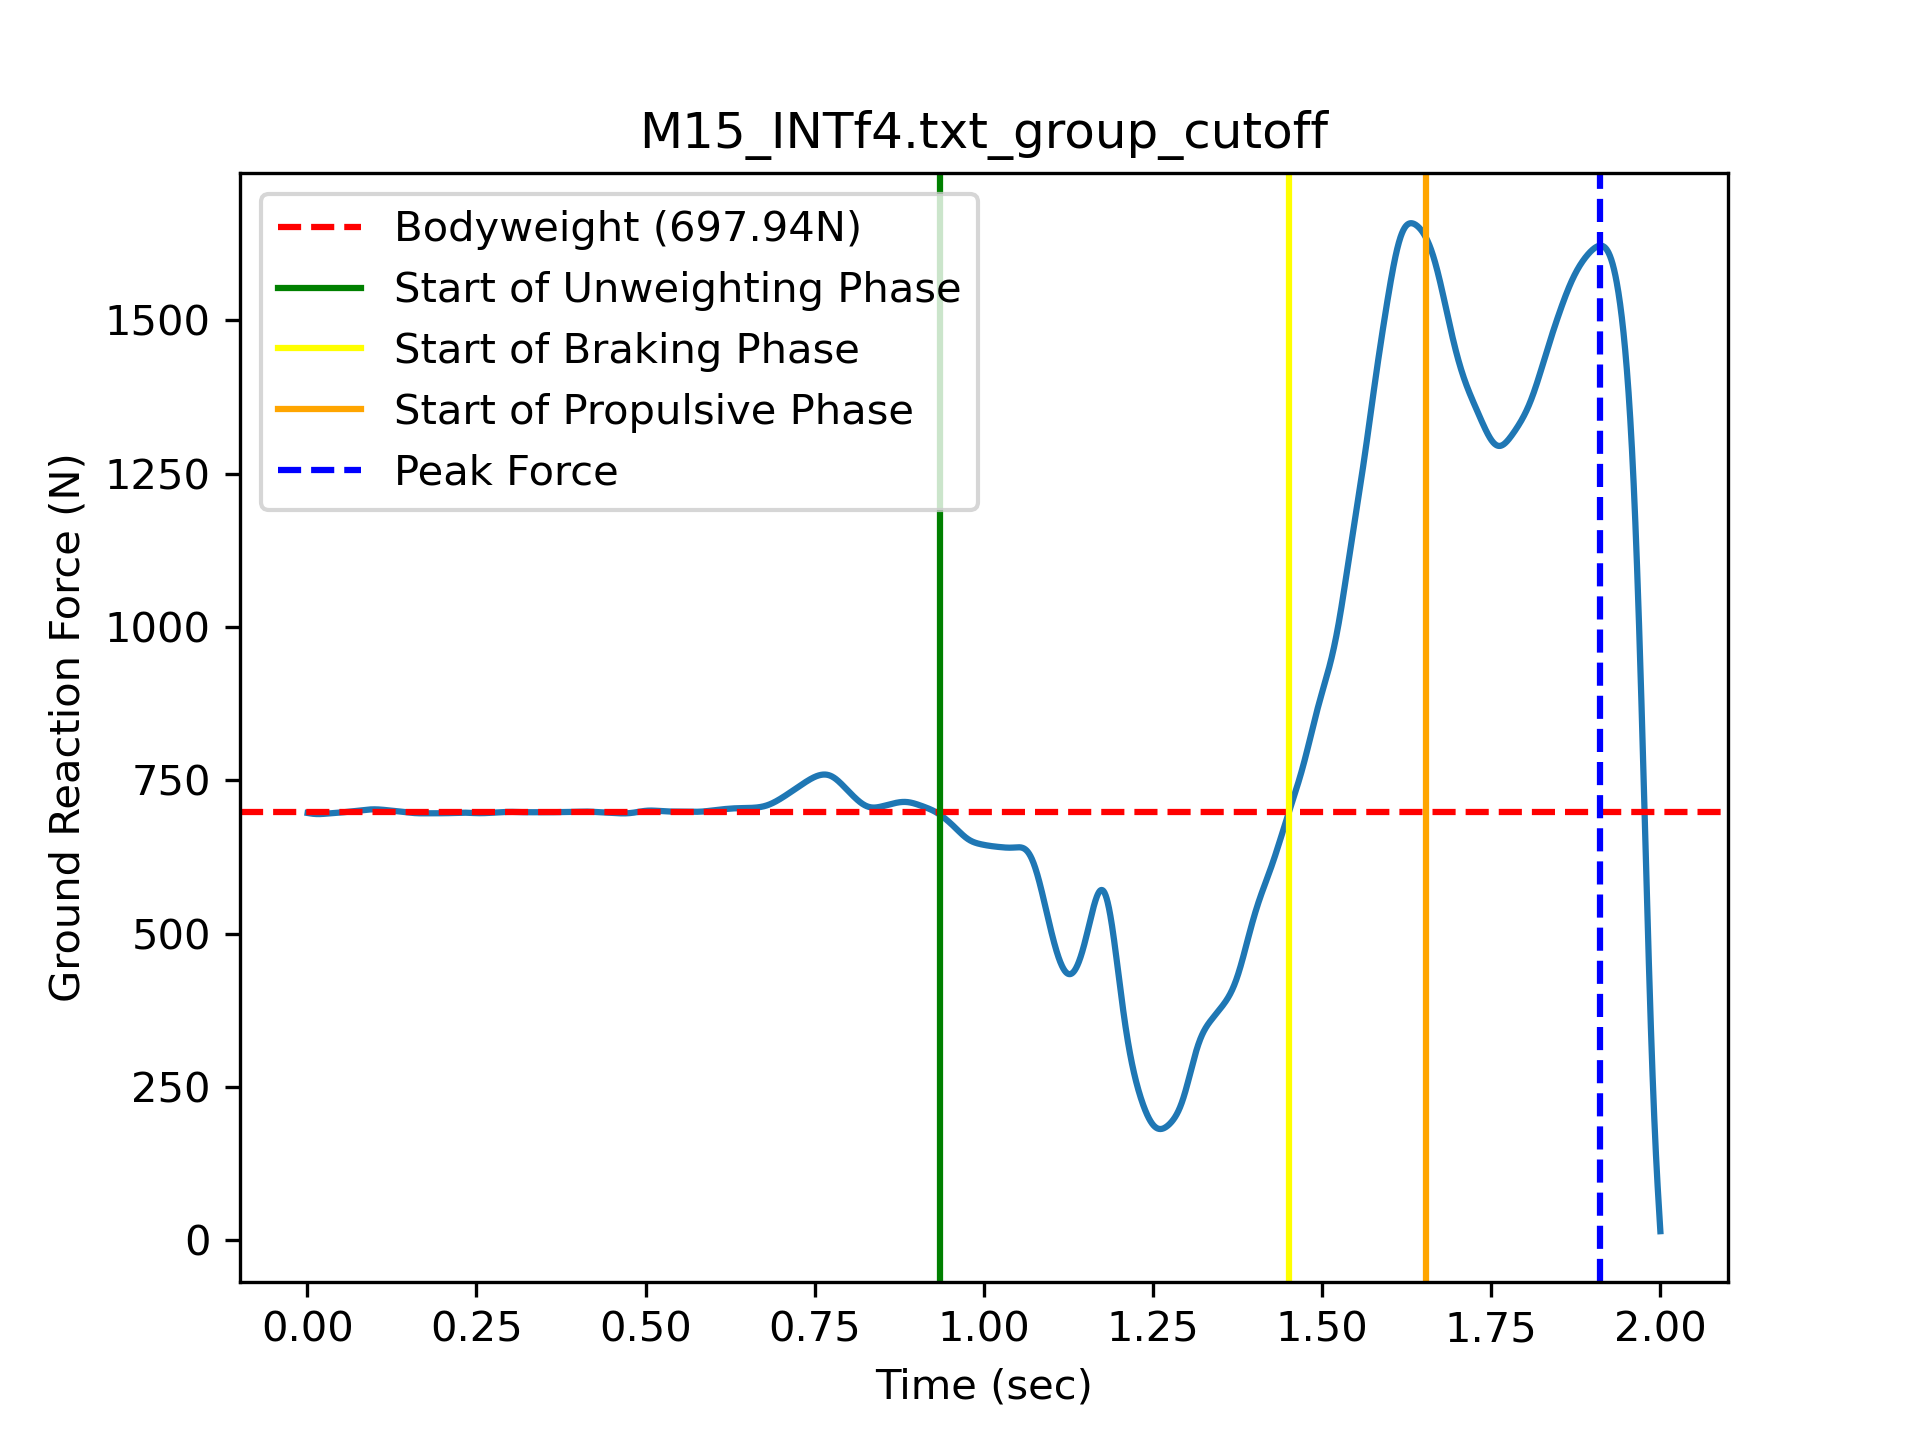 M15_INTf4.txt_group_cutoff
Bodyweight (697.94N)
Start of Unweighting Phase
Start of Braking Phase
Start of Propulsive Phase
Peak Force
Ground Reaction Force (N)
1500
1250
1000
750
500
250
0
0.00 0.25 0.50 0.75 1.00 1.25 1.50 1.75 2.00
Time (sec)